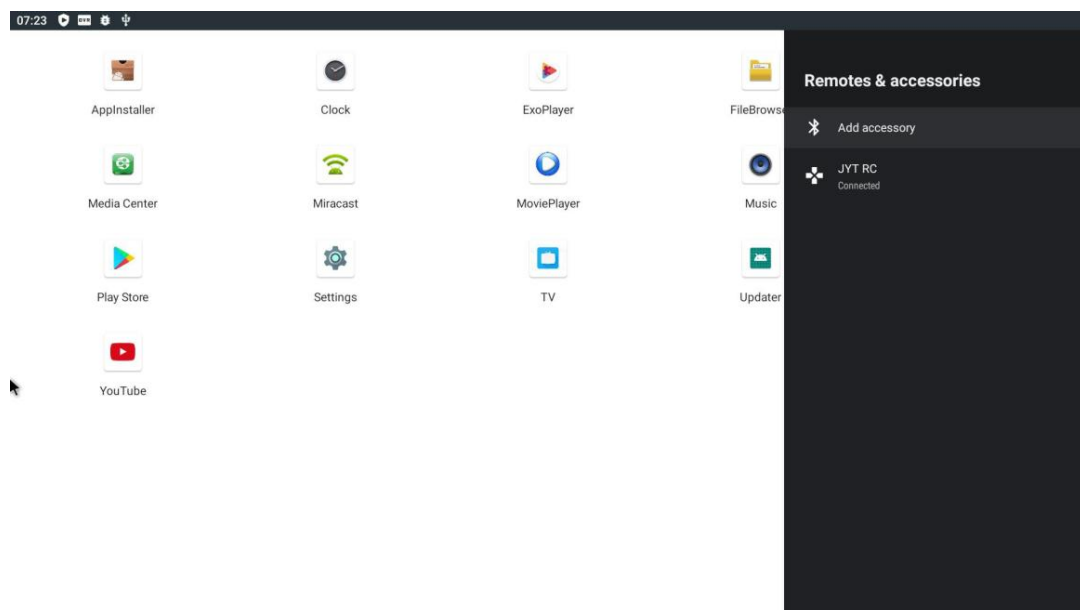 07:23
AppInstaller
Clock
ExoPlayer
FileBrowse
Media Center
Miracast
MoviePlayer
Music
Play Store
Settings
TV
Updater
YouTube
Remotes & accessories
Add accessory
JYT RC
Connected